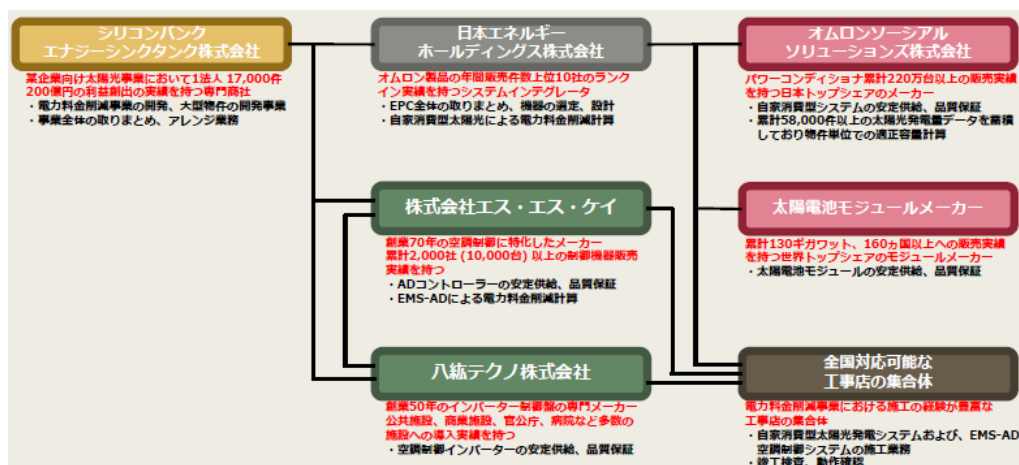 シリコンバンク
エナジーシンクタンク株式会社
某企業向け太陽光事業において1法人 17,000件
200億円の利益創出の実績を持つ専門商社
・電力料金削減事業の開発、大型物件の開発事業
・事業全体の取りまとめ、アレンジ業務
日本エネルギー
ホールディングス株式会社
オムロン製品の年間販売件数上位10社のランク
イン実績を持つシステムインテグレータ
・EPC全体の取りまとめ、機器の選定、設計
・自家消費型太陽光による電力料金削減計算
オムロンソーシアル
ソリューションズ株式会社
パワーコンディショナ累計220万台以上の販売実績
を持つ日本トップシェアのメーカー
・自家消費型システムの安定供給、品質保証
・累計58,000件以上の太陽光発電量データを蓄積
しており物件単位での適正容量計算
株式会社エス・エス・ケイ
創業70年の空調制御に特化したメーカー
累計2,000社 (10,000台) 以上の制御機器販売
実績を持つ
・ADコントローラーの安定供給、品質保証
・EMS-ADによる電力料金削減計算
太陽電池モジュールメーカー
累計130ギガワット、160ヵ国以上への販売実績
を持つ世界トップシェアのモジュールメーカー
・太陽電池モジュールの安定供給、品質保証
八紘テクノ株式会社
創業50年のインバーター制御盤の専門メーカー
公共施設、商業施設、官公庁、病院など多数の
施設への導入実績を持つ
・空調制御インバーターの安定供給、品質保証
全国対応可能な
工事店の集合体
電力料金削減事業における施工の経験が豊富な
工事店の集合体
・自家消費型太陽光発電システムおよび、EMS-AD
空調制御システムの施工業務
・竣工検査、動作確認